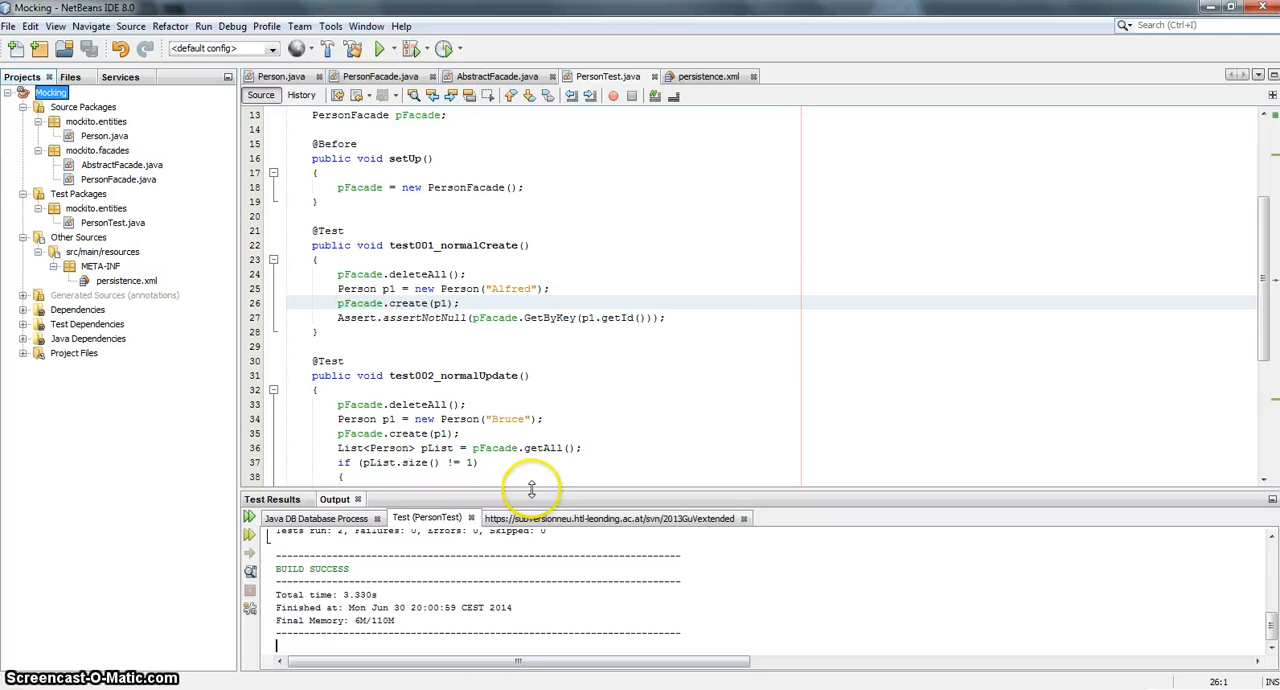 Mocking - NetBeans IDE 8.0
File Edit View Navigate Source Refactor Run Debug Profile Team Tools Window Help
Search (Ctrl+I)
<default config>
Projects Files Services
Person.java PersonFacade.java AbstractFacade.java PersonTest.java persistence.xml
Source History
Mocking
Source Packages
mockito.entities
Person.java
mockito.facades
AbstractFacade.java
PersonFacade.java
Test Packages
mockito.entities
PersonTest.java
Other Sources
src/main/resources
META-INF
persistence.xml
Generated Sources (annotations)
Dependencies
Test Dependencies
Java Dependencies
Project Files
13 PersonFacade pFacade;
14
15 @Before
16 public void setUp()
17 {
18 pFacade = new PersonFacade();
19 }
20
21 @Test
22 public void test001_normalCreate()
23 {
24 pFacade.deleteAll();
25 Person p1 = new Person("Alfred");
26 pFacade.create(p1);
27 Assert.assertNotNull(pFacade.GetByKey(p1.getId()));
28 }
29
30 @Test
31 public void test002_normalUpdate()
32 {
33 pFacade.deleteAll();
34 Person p1 = new Person("Bruce");
35 pFacade.create(p1);
36 List<Person> pList = pFacade.getAll();
37 if (pList.size() != 1)
38 {
Test Results Output
Java DB Database Process Test (PersonTest) https://subversionneu.htl-leonding.ac.at/svn/2013GuVextended
Tests run: 2, Failures: 0, Errors: 0, Skipped: 0
------------------------------------------------------------------------
BUILD SUCCESS
------------------------------------------------------------------------
Total time: 3.330s
Finished at: Mon Jun 30 20:00:59 CEST 2014
Final Memory: 6M/110M
------------------------------------------------------------------------
Screencast-O-Matic.com
26:1 INS